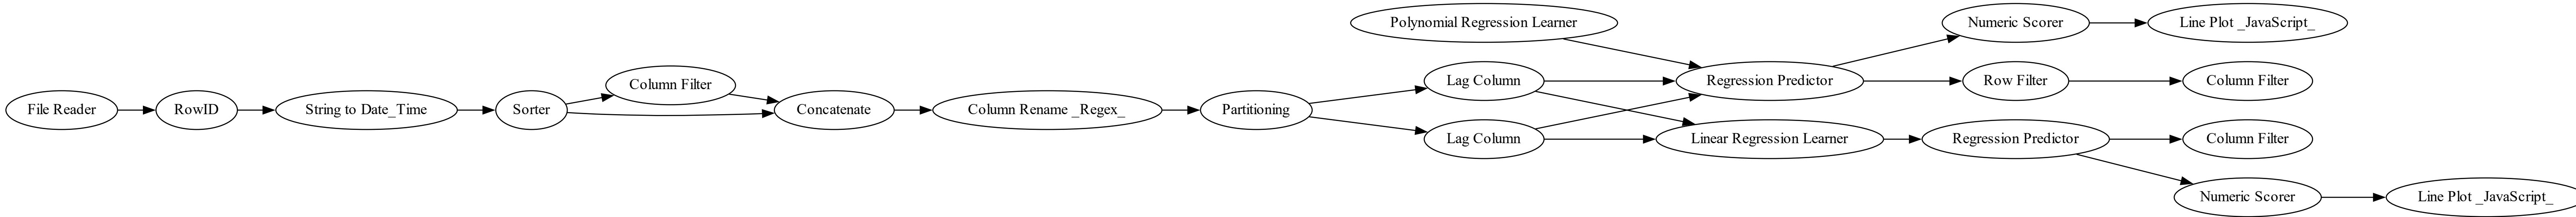 File Reader
RowID
String to Date_Time
Sorter
Column Filter
Concatenate
Column Rename _Regex_
Partitioning
Lag Column
Lag Column
Polynomial Regression Learner
Regression Predictor
Linear Regression Learner
Numeric Scorer
Line Plot _JavaScript_
Row Filter
Column Filter
Regression Predictor
Column Filter
Numeric Scorer
Line Plot _JavaScript_